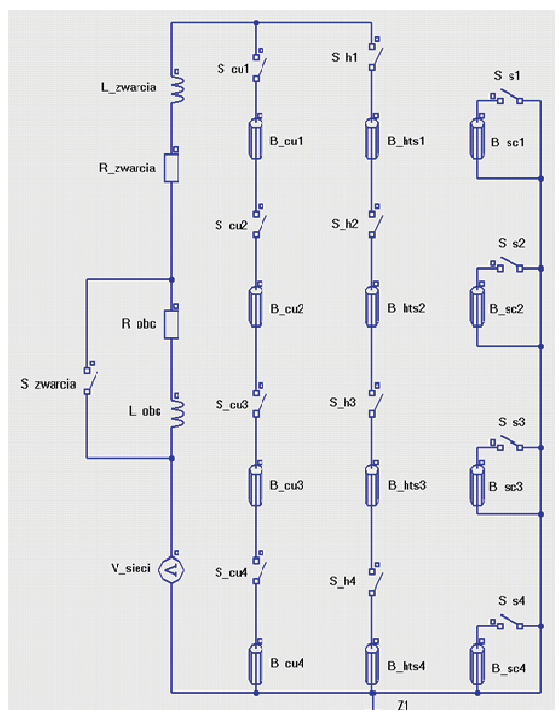 S_cu1
S_h1
S_s1
L_zwarcia
B_cu1
B_hts1
B_sc1
R_zwarcia
S_cu2
S_h2
S_s2
B_cu2
B_hts2
B_sc2
R_obc
S_zwarcia
L_obc
S_cu3
S_h3
S_s3
B_cu3
B_hts3
B_sc3
V_sieci
V
S_cu4
S_h4
S_s4
B_cu4
B_hts4
B_sc4
Z1